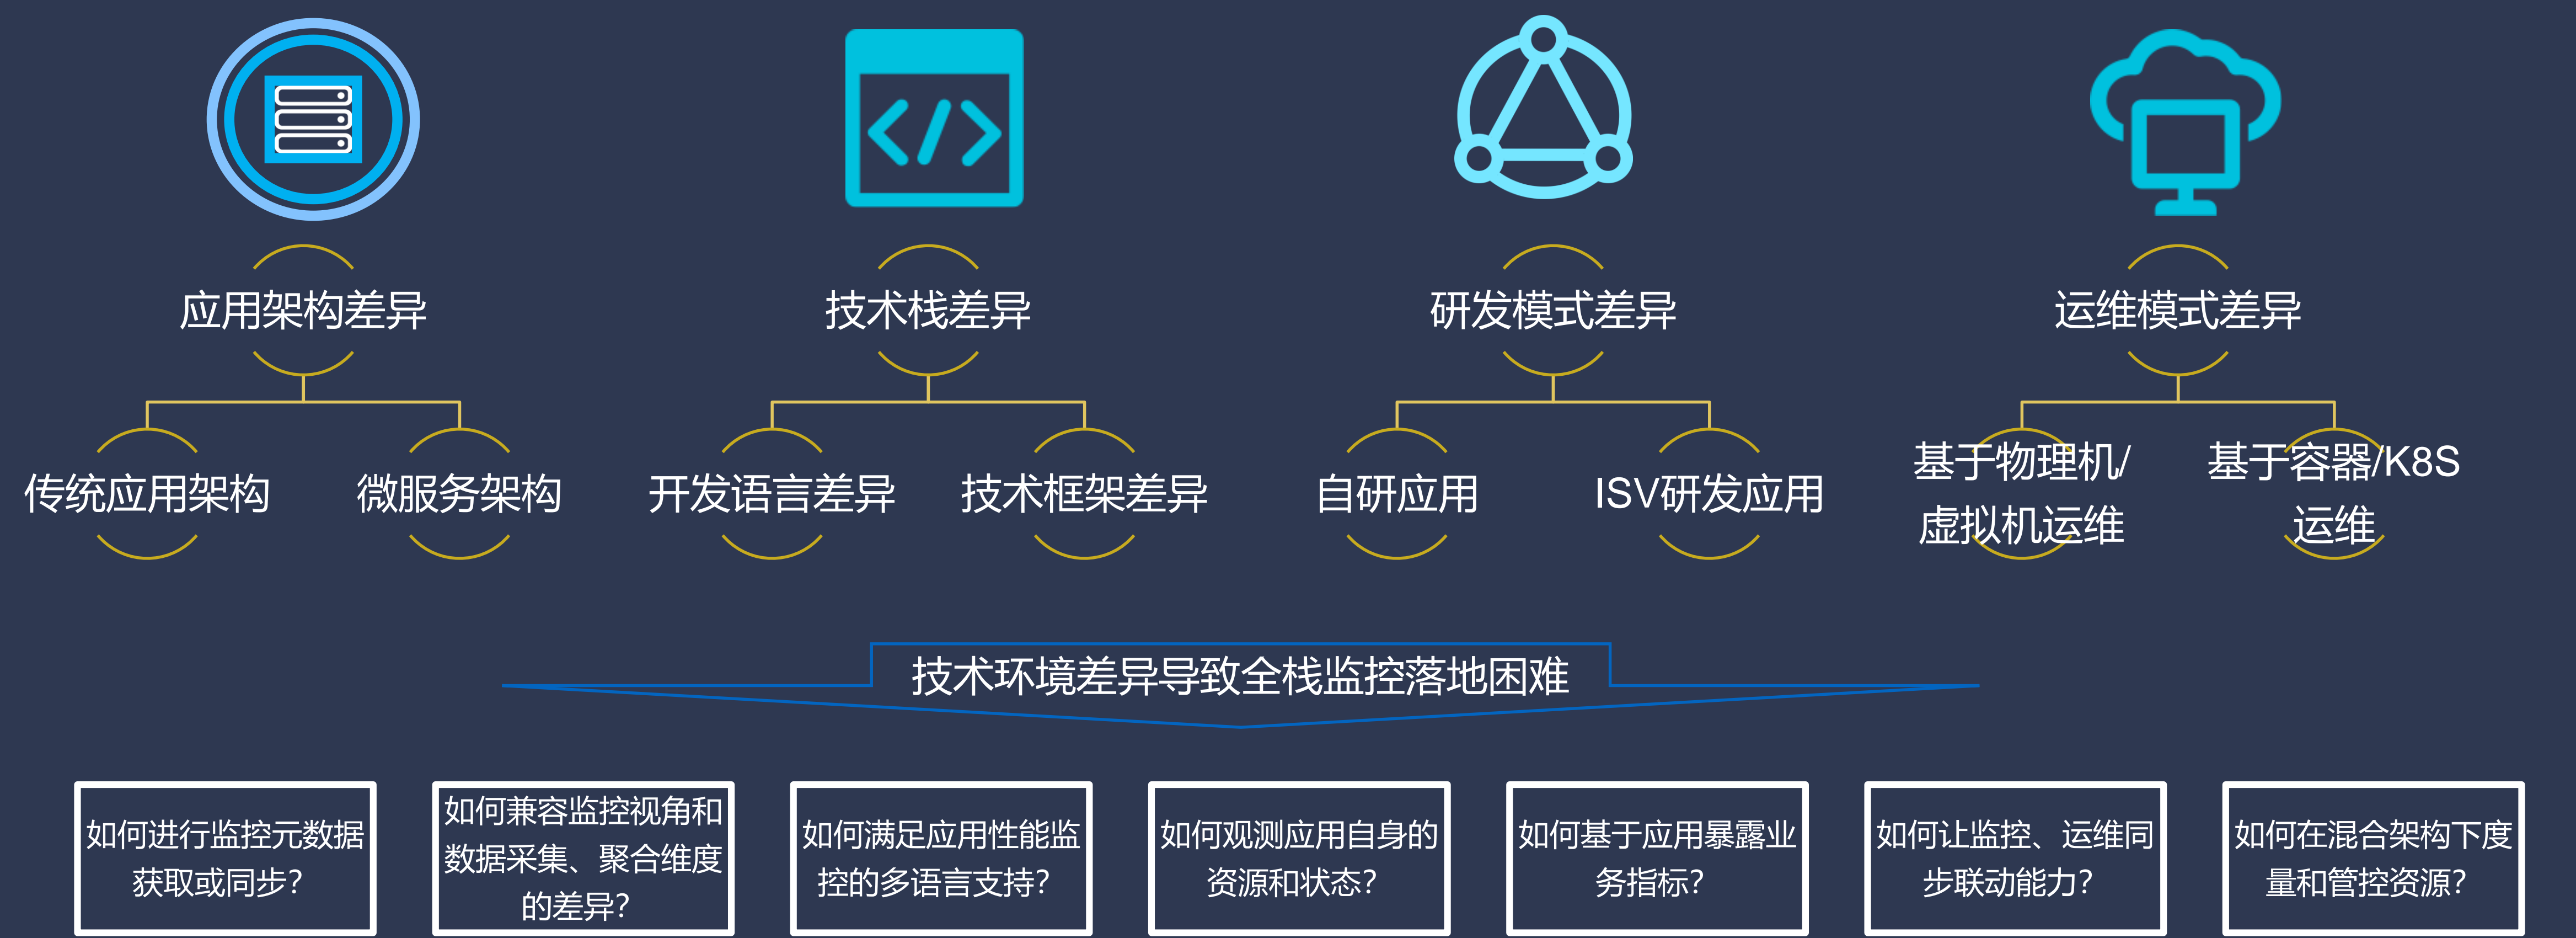 应用架构差异
技术栈差异
研发模式差异
运维模式差异
传统应用架构
微服务架构
开发语言差异
技术框架差异
自研应用
ISV研发应用
基于物理机/
虚拟机运维
基于容器/K8S
运维
技术环境差异导致全栈监控落地困难
如何进行监控元数据
获取或同步?
如何兼容监控视角和
数据采集、聚合维度
的差异?
如何满足应用性能监
控的多语言支持?
如何观测应用自身的
资源和状态?
如何基于应用暴露业
务指标?
如何让监控、运维同
步联动能力?
如何在混合架构下度
量和管控资源?